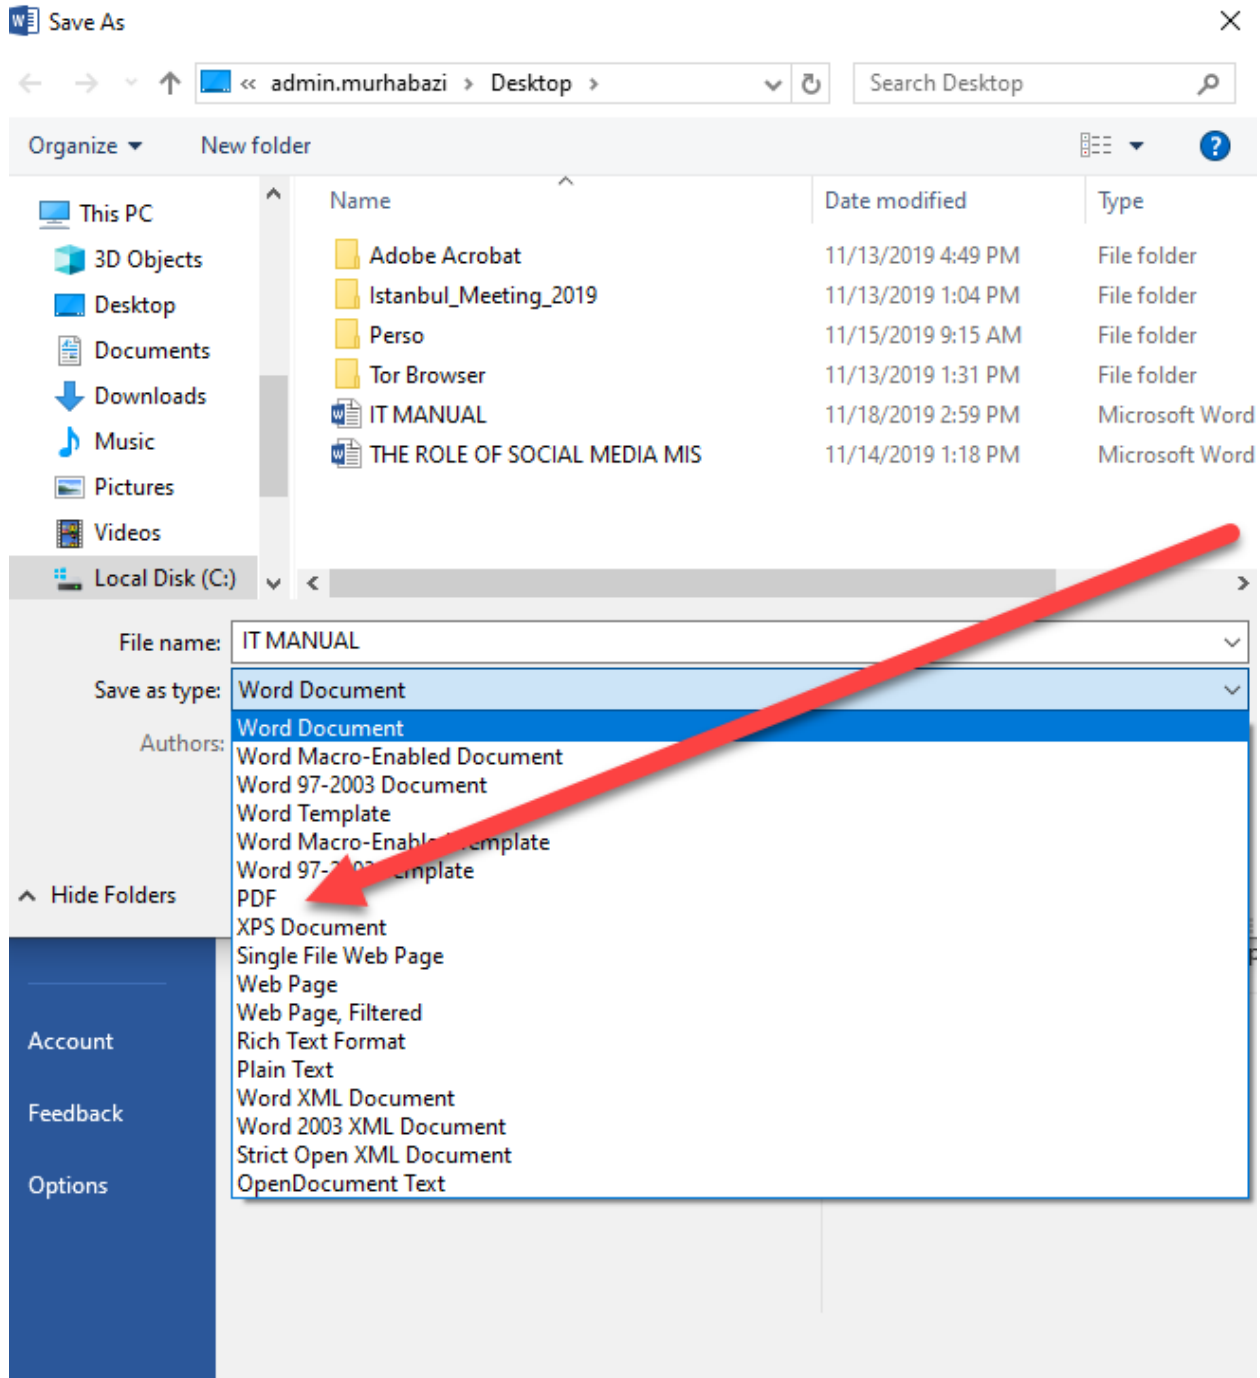 Save As
« admin.murhabazi > Desktop > Search Desktop
Organize New folder
Name Date modified Type
This PC
3D Objects
Desktop
Documents
Downloads
Music
Pictures
Videos
Local Disk (C:)
Adobe Acrobat 11/13/2019 4:49 PM File folder
Istanbul_Meeting_2019 11/13/2019 1:04 PM File folder
Perso 11/15/2019 9:15 AM File folder
Tor Browser 11/13/2019 1:31 PM File folder
IT MANUAL 11/18/2019 2:59 PM Microsoft Word
THE ROLE OF SOCIAL MEDIA MIS 11/14/2019 1:18 PM Microsoft Word
File name: IT MANUAL
Save as type: Word Document
Authors:
Word Document
Word Macro-Enabled Document
Word 97-2003 Document
Word Template
Word Macro-Enabled Template
Word 97-2003 Template
PDF
XPS Document
Single File Web Page
Web Page
Web Page, Filtered
Rich Text Format
Plain Text
Word XML Document
Word 2003 XML Document
Strict Open XML Document
OpenDocument Text
Hide Folders
Account
Feedback
Options